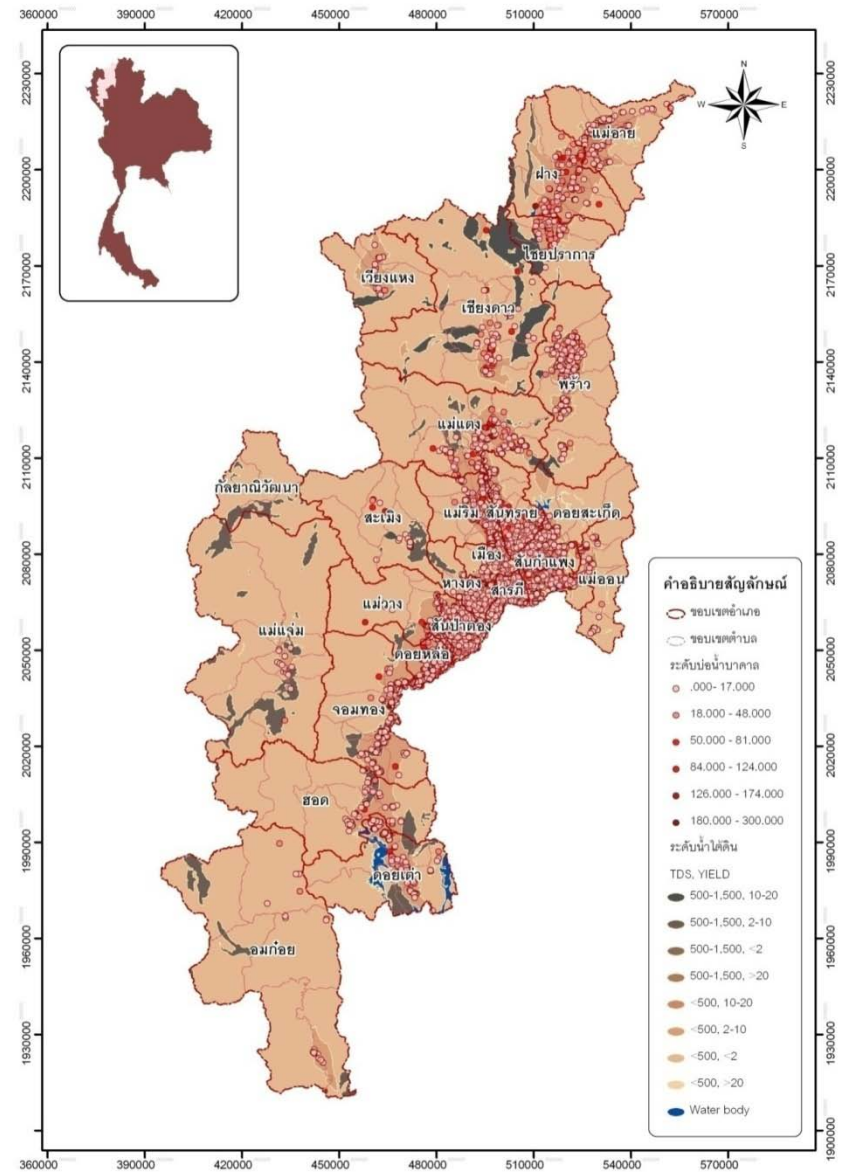 360000 390000 420000 450000 480000 5100000 5400000 5700000
2230000
2200000
2170000
2140000
2110000
2080000
2050000
2020000
1990000
1960000
1930000
1900000
N
W E
S
แม่อาย
ฝาง
ไชยปราการ
เวียงแหง
เชียงดาว
พร้าว
แม่แตง
กัลยาณิวัฒนา
สะเมิง
แม่ริม สันทราย ดอยสะเก็ด
เมือง สันกำแพง
แม่ออน
หางดง สารภี
แม่วาง
สันป่าตอง
แม่แจ่ม
ดอยหล่อ
จอมทอง
ฮอด
ดอยเต่า
อมก๋อย
คำอธิบายสัญลักษณ์
ขอบเขตอำเภอ
ขอบเขตตำบล
ระดับบ่อน้ำบาดาล
.000- 17.000
18.000 - 48.000
50.000 - 81.000
84.000 - 124.000
126.000 - 174.000
180.000 - 300.000
ระดับน้ำใต้ดิน
TDS, YIELD
500-1,500, 10-20
500-1,500, 2-10
500-1,500, <2
500-1,500, >20
<500, 10-20
<500, 2-10
<500, <2
<500, >20
Water body
360000 390000 420000 450000 480000 5100000 5400000 5700000